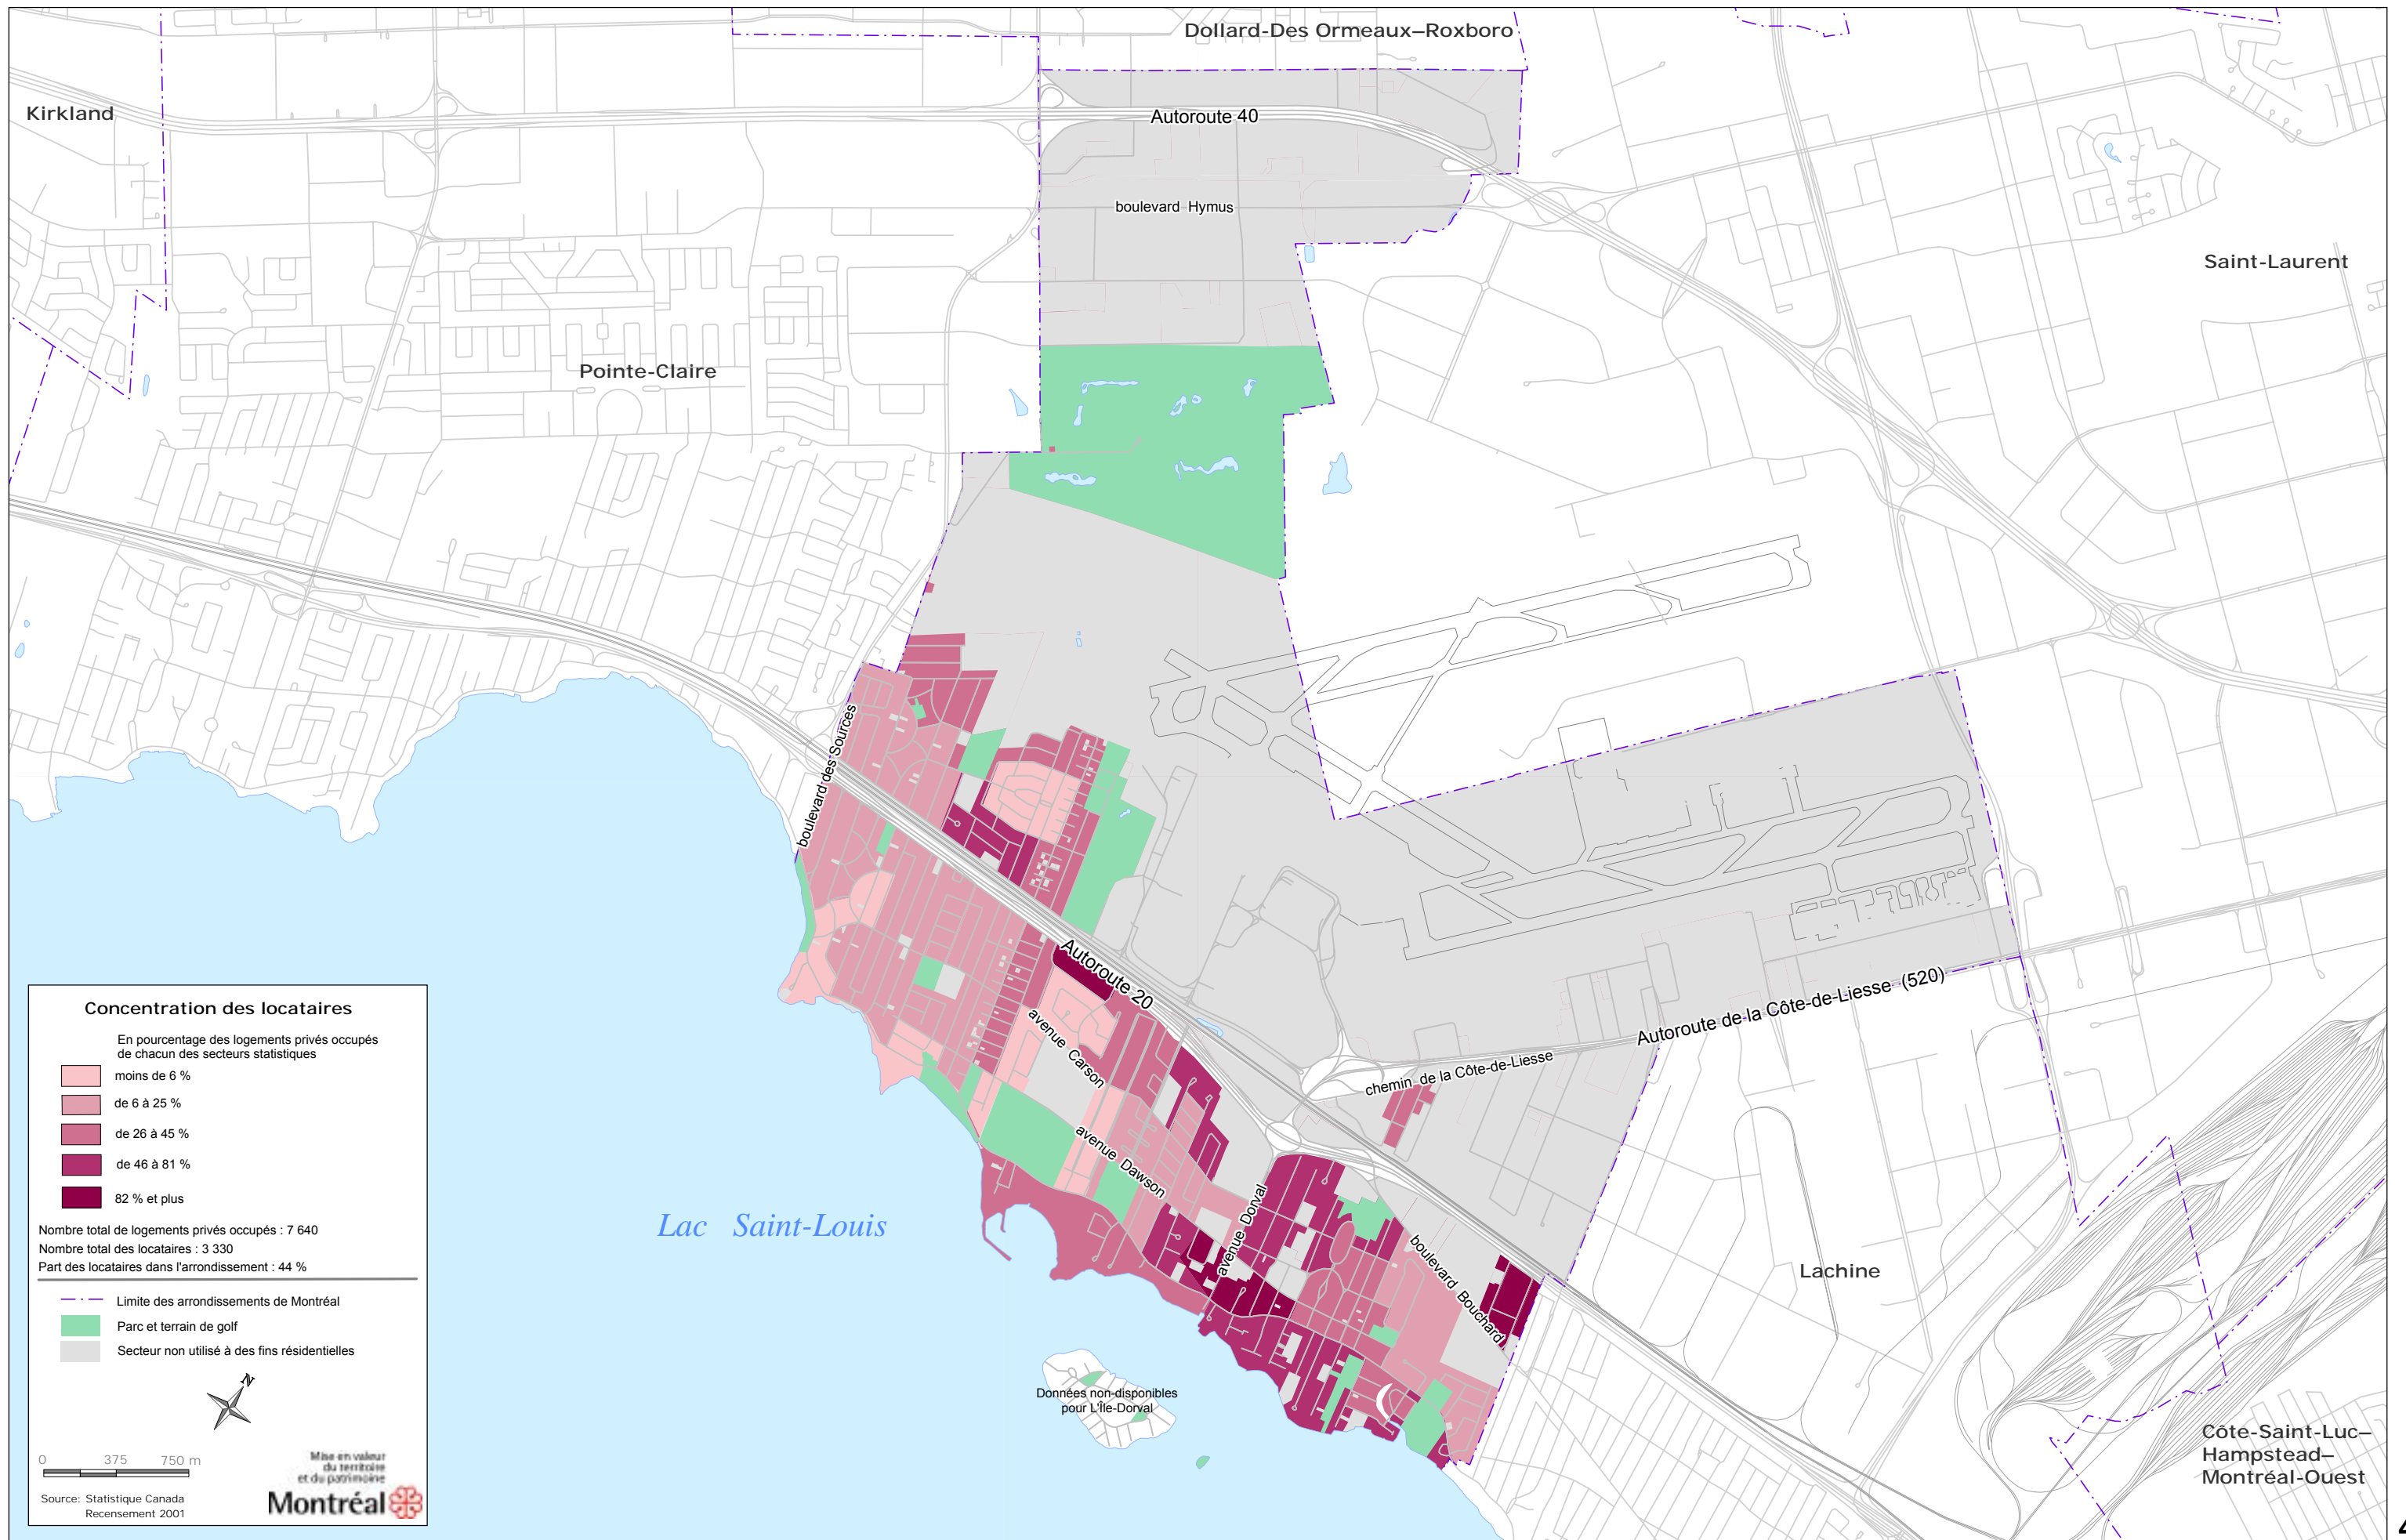 Dollard-Des Ormeaux–Roxboro
Kirkland
Autoroute 40
boulevard Hymus
Saint-Laurent
Pointe-Claire
boulevard des Sources
Autoroute 20
avenue Carson
avenue Dawson
avenue Dorval
boulevard Bouchard
chemin de la Côte-de-Liesse
Autoroute de la Côte-de-Liesse (520)
Lachine
Lac Saint-Louis
Données non-disponibles
pour L'Île-Dorval
Côte-Saint-Luc–
Hampstead–
Montréal-Ouest
Concentration des locataires
En pourcentage des logements privés occupés
de chacun des secteurs statistiques
moins de 6 %
de 6 à 25 %
de 26 à 45 %
de 46 à 81 %
82 % et plus
Nombre total de logements privés occupés : 7 640
Nombre total des locataires : 3 330
Part des locataires dans l'arrondissement : 44 %
Limite des arrondissements de Montréal
Parc et terrain de golf
Secteur non utilisé à des fins résidentielles
N
0 375 750 m
Source: Statistique Canada
Recensement 2001
Mise en valeur
du territoire
et du patrimoine
Montréal